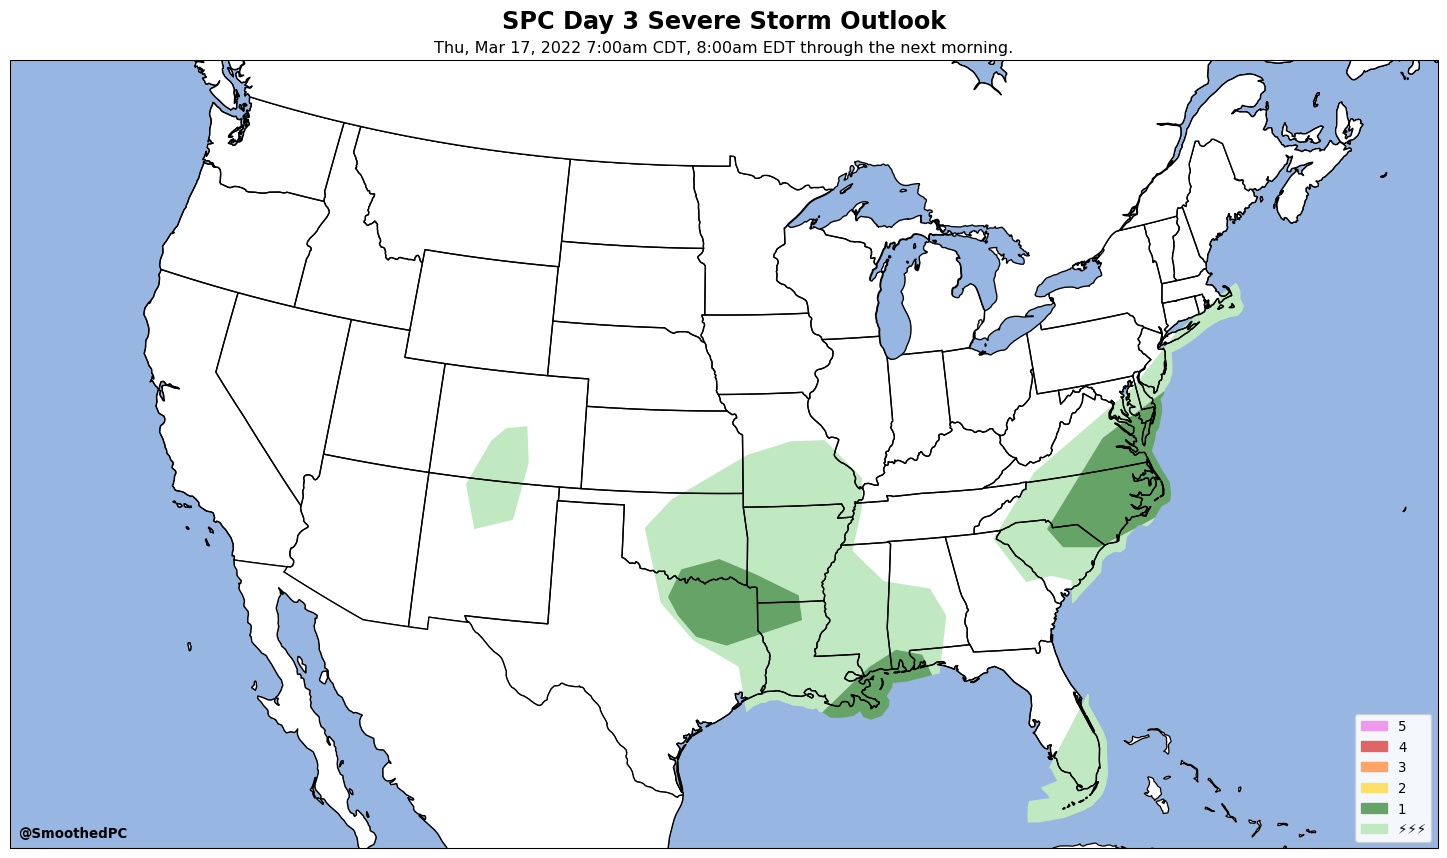 SPC Day 3 Severe Storm Outlook
Thu, Mar 17, 2022 7:00am CDT, 8:00am EDT through the next morning.
5
4
3
2
1
⚡⚡⚡
@SmoothedPC